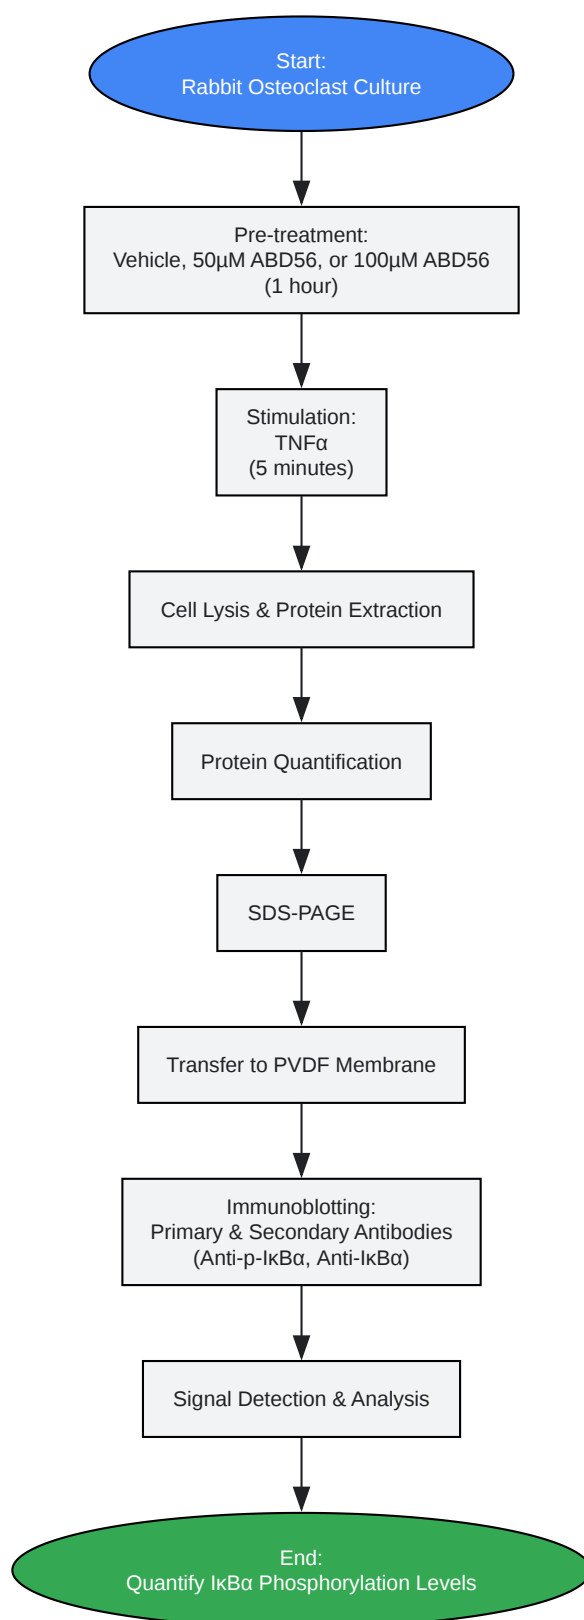 Start:
Rabbit Osteoclast Culture
Pre-treatment:
Vehicle, 50µM ABD56, or 100µM ABD56
(1 hour)
Stimulation:
TNFα
(5 minutes)
Cell Lysis & Protein Extraction
Protein Quantification
SDS-PAGE
Transfer to PVDF Membrane
Immunoblotting:
Primary & Secondary Antibodies
(Anti-p-IκBα, Anti-IκBα)
Signal Detection & Analysis
End:
Quantify IκBα Phosphorylation Levels